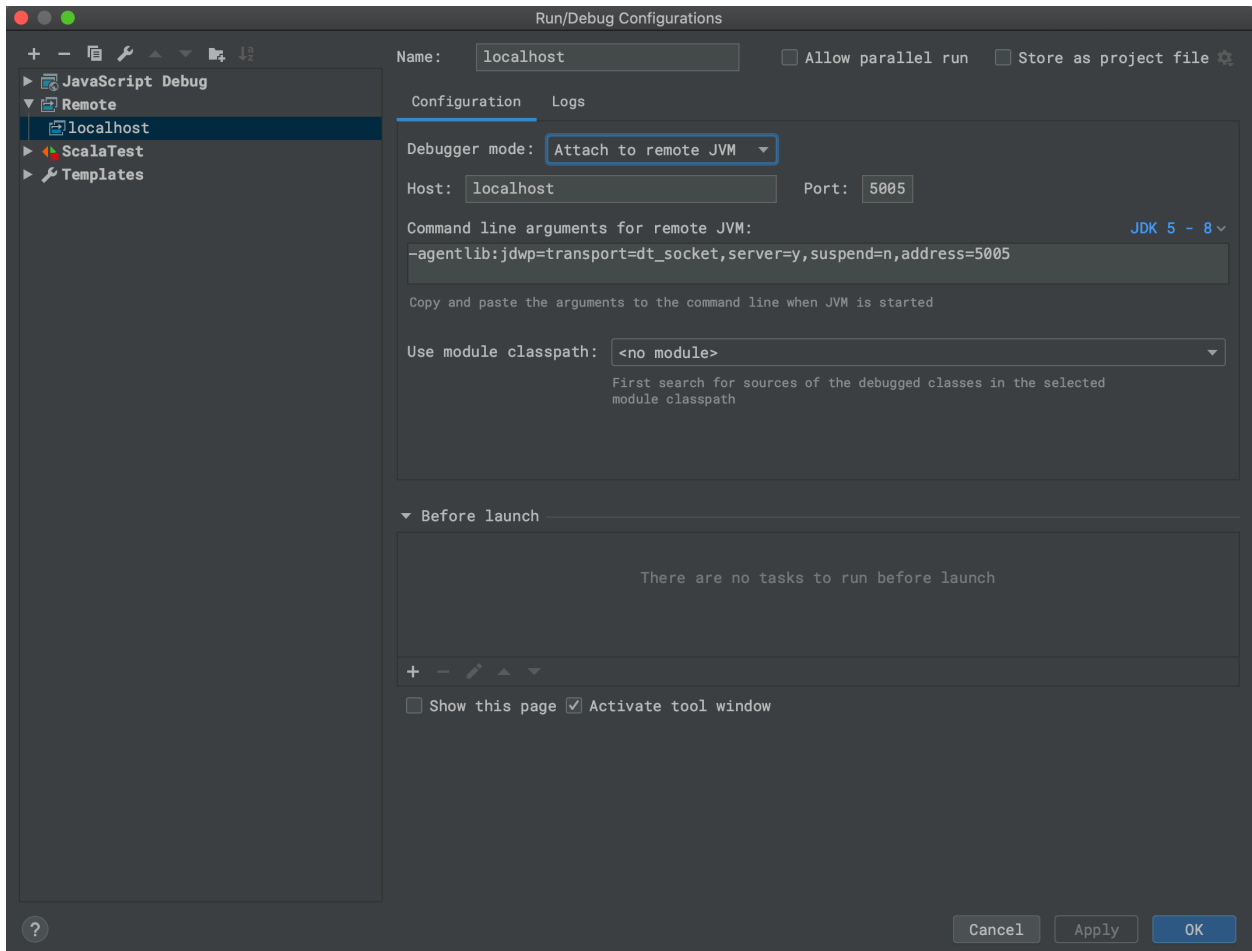 Run/Debug Configurations
JavaScript Debug
Remote
localhost
ScalaTest
Templates
Name: localhost
Allow parallel run
Store as project file
Configuration Logs
Debugger mode: Attach to remote JVM
Host: localhost Port: 5005
Command line arguments for remote JVM: JDK 5 - 8
-agentlib:jdwp=transport=dt_socket,server=y,suspend=n,address=5005
Copy and paste the arguments to the command line when JVM is started
Use module classpath: <no module>
First search for sources of the debugged classes in the selected
module classpath
Before launch
There are no tasks to run before launch
Show this page Activate tool window
? Cancel Apply OK